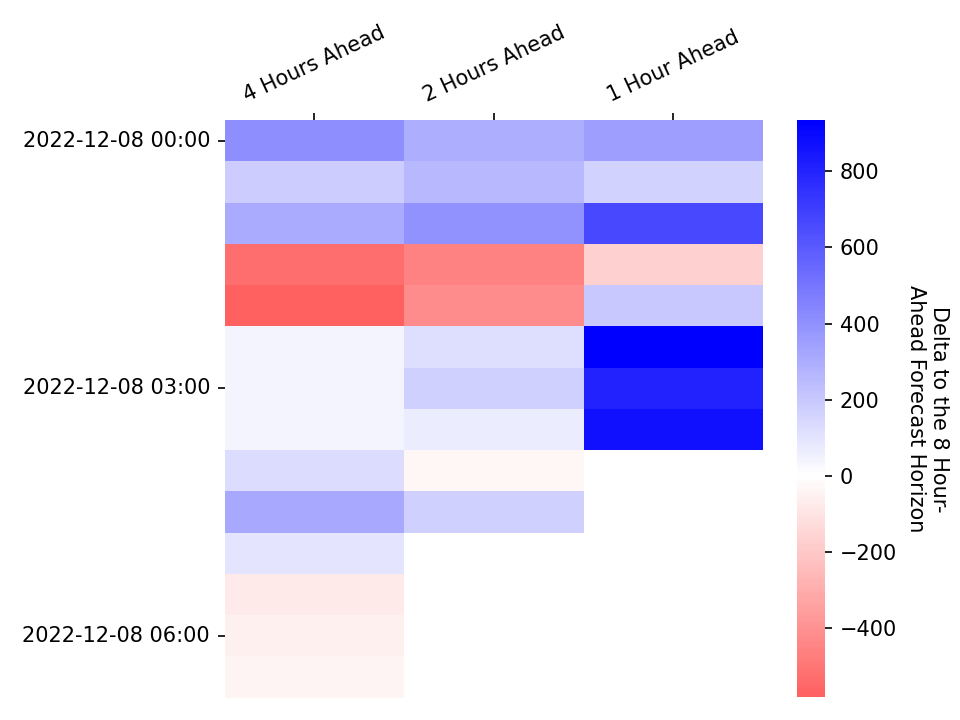 4 Hours Ahead
2 Hours Ahead
1 Hour Ahead
2022-12-08 00:00
2022-12-08 03:00
2022-12-08 06:00
800
600
400
200
0
−200
−400
Delta to the 8 Hour-
Ahead Forecast Horizon